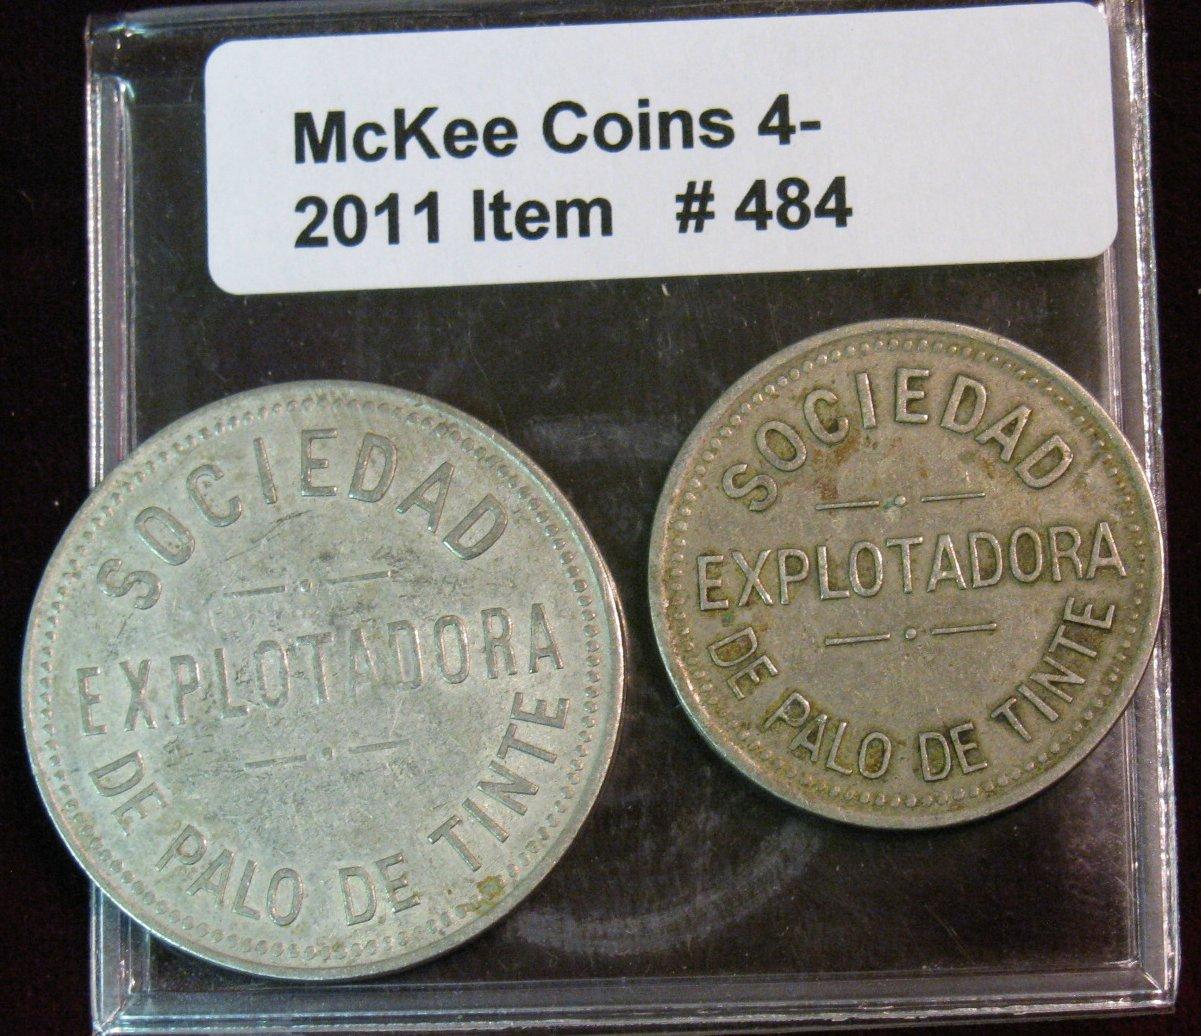 McKee Coins 4-
2011 Item # 484
SOCIEDAD
EXPLOTADORA
DE PALO DE TINTE
SOCIEDAD
EXPLOTADORA
DE PALO DE TINTE